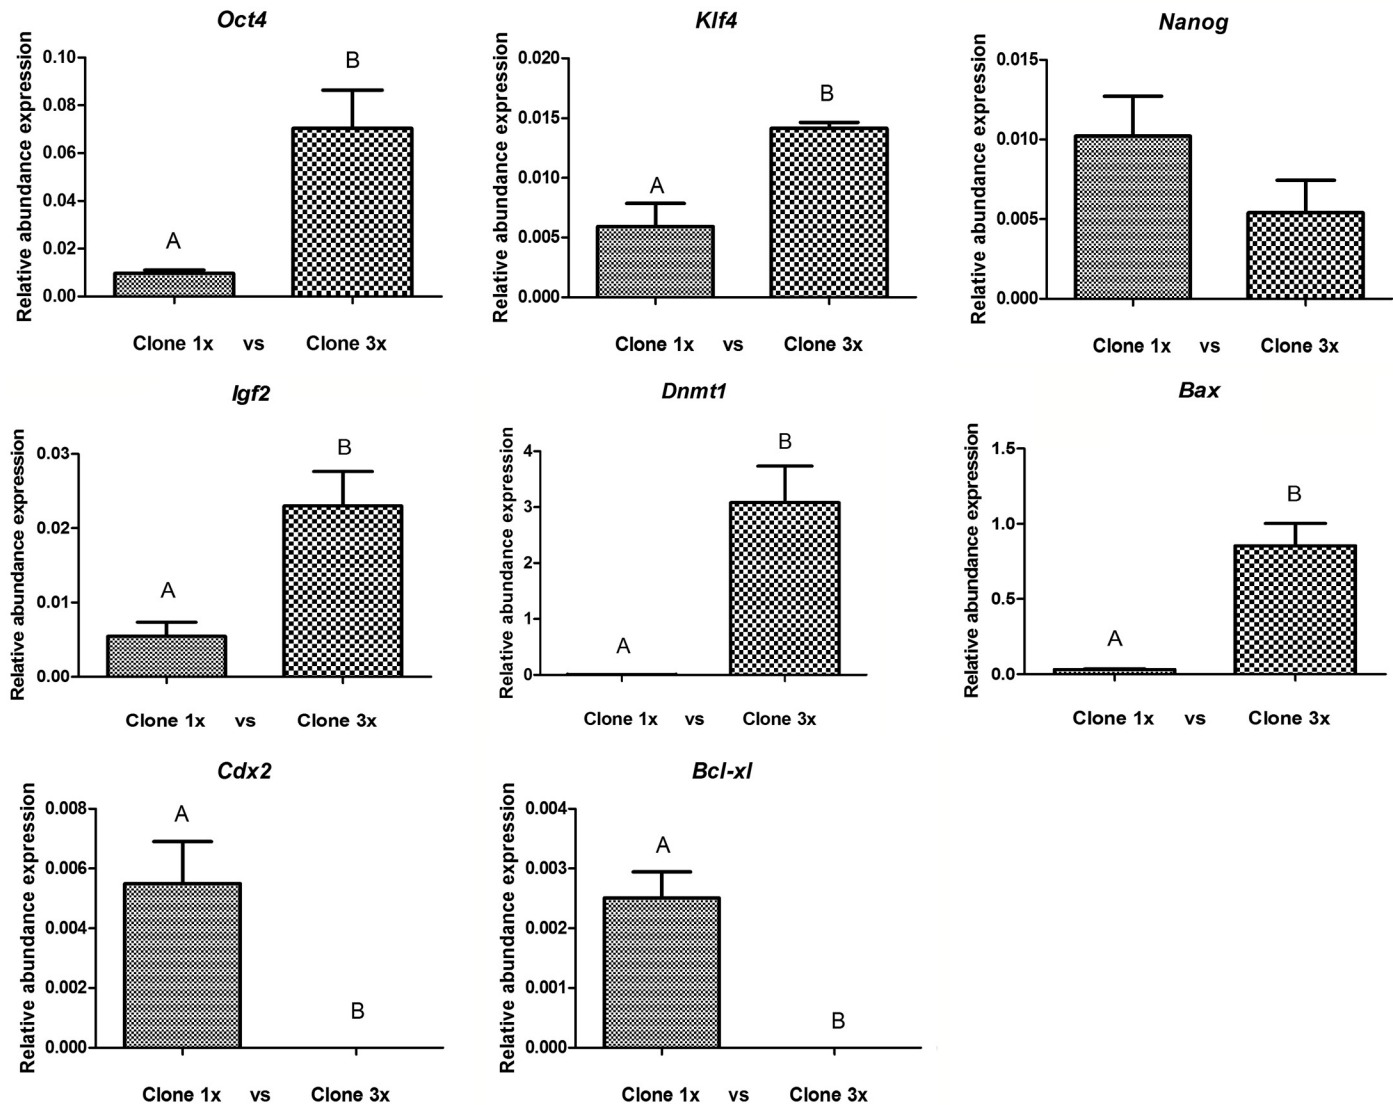 Oct4
Relative abundance expression
0.10
0.08
0.06
0.04
0.02
0.00
A
B
Clone 1x vs Clone 3x
Klf4
Relative abundance expression
0.020
0.015
0.010
0.005
0.000
A
B
Clone 1x vs Clone 3x
Nanog
Relative abundance expression
0.015
0.010
0.005
0.000
Clone 1x vs Clone 3x
Igf2
Relative abundance expression
0.03
0.02
0.01
0.00
A
B
Clone 1x vs Clone 3x
Dnmt1
Relative abundance expression
4
3
2
1
0
A
B
Clone 1x vs Clone 3x
Bax
Relative abundance expression
1.5
1.0
0.5
0.0
A
B
Clone 1x vs Clone 3x
Cdx2
Relative abundance expression
0.008
0.006
0.004
0.002
0.000
A
B
Clone 1x vs Clone 3x
Bcl-xl
Relative abundance expression
0.004
0.003
0.002
0.001
0.000
A
B
Clone 1x vs Clone 3x